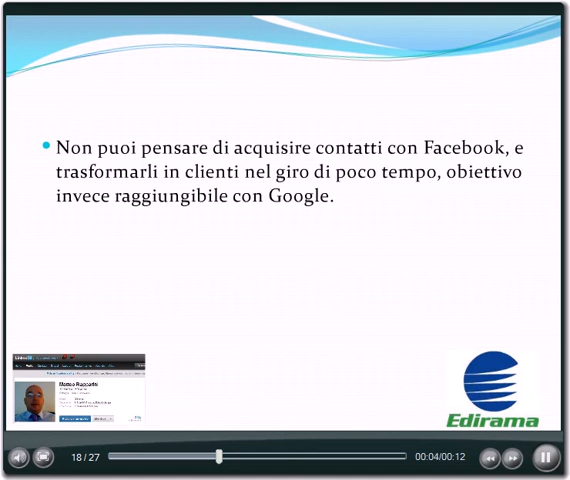 Non puoi pensare di acquisire contatti con Facebook, e
trasformarli in clienti nel giro di poco tempo, obiettivo
invece raggiungibile con Google.
Matteo Rapparini
Edirama
18 / 27
00:04/00:12